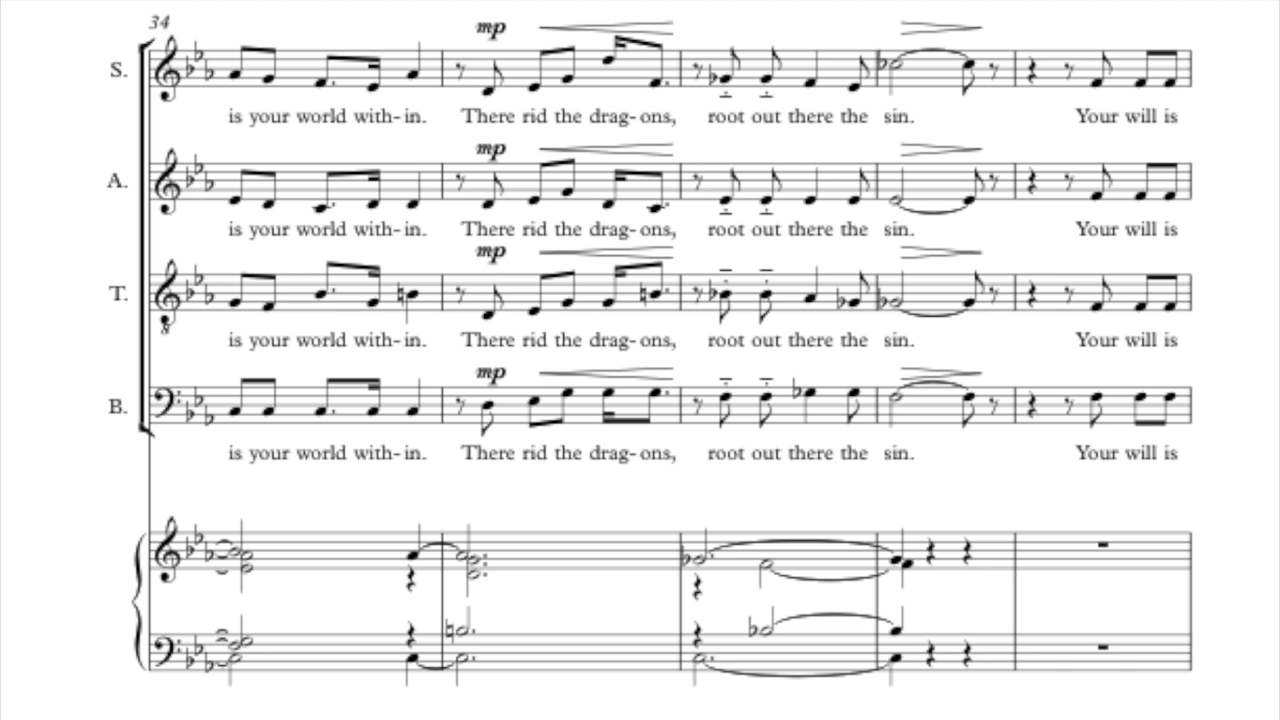 34
mp
S.
is your world with-in. There rid the drag-ons, root out there the sin. Your will is
mp
A.
is your world with-in. There rid the drag-ons, root out there the sin. Your will is
mp
T.
8
is your world with-in. There rid the drag-ons, root out there the sin. Your will is
mp
B.
is your world with-in. There rid the drag-ons, root out there the sin. Your will is